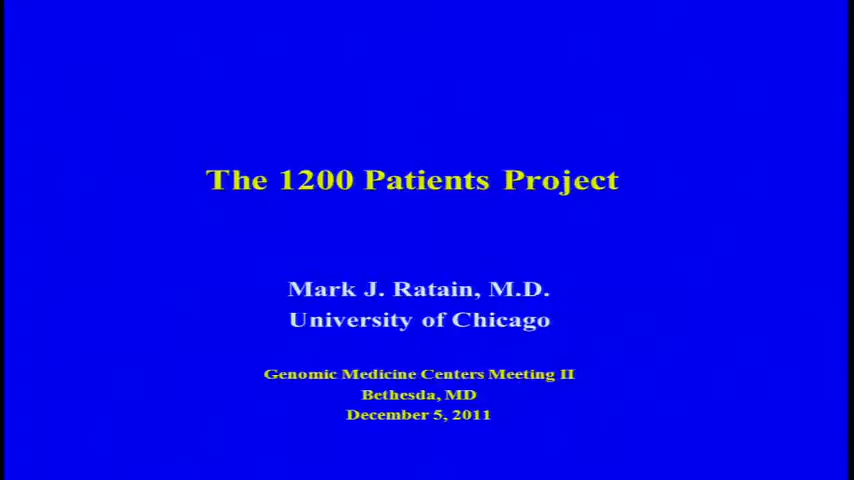 The 1200 Patients Project
Mark J. Ratain, M.D.
University of Chicago
Genomic Medicine Centers Meeting II
Bethesda, MD
December 5, 2011